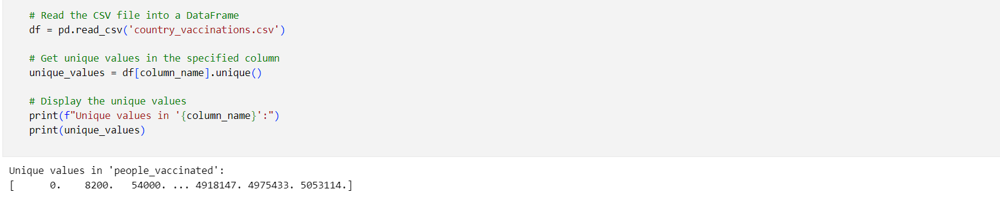 # Read the CSV file into a DataFrame
df = pd.read_csv('country_vaccinations.csv')
# Get unique values in the specified column
unique_values = df[column_name].unique()
# Display the unique values
print(f"Unique values in '{column_name}':")
print(unique_values)
Unique values in 'people_vaccinated':
[      0.    8200.   54000. ... 4918147. 4975433. 5053114.]